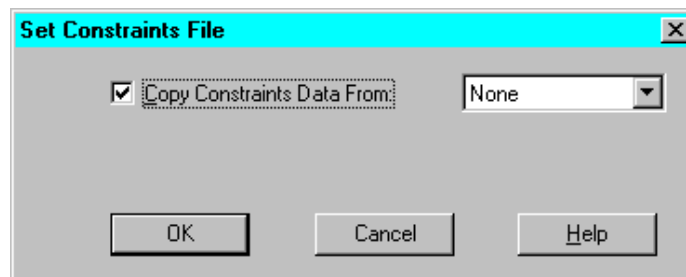 Set Constraints File
Copy Constraints Data From:
None
OK
Cancel
Help